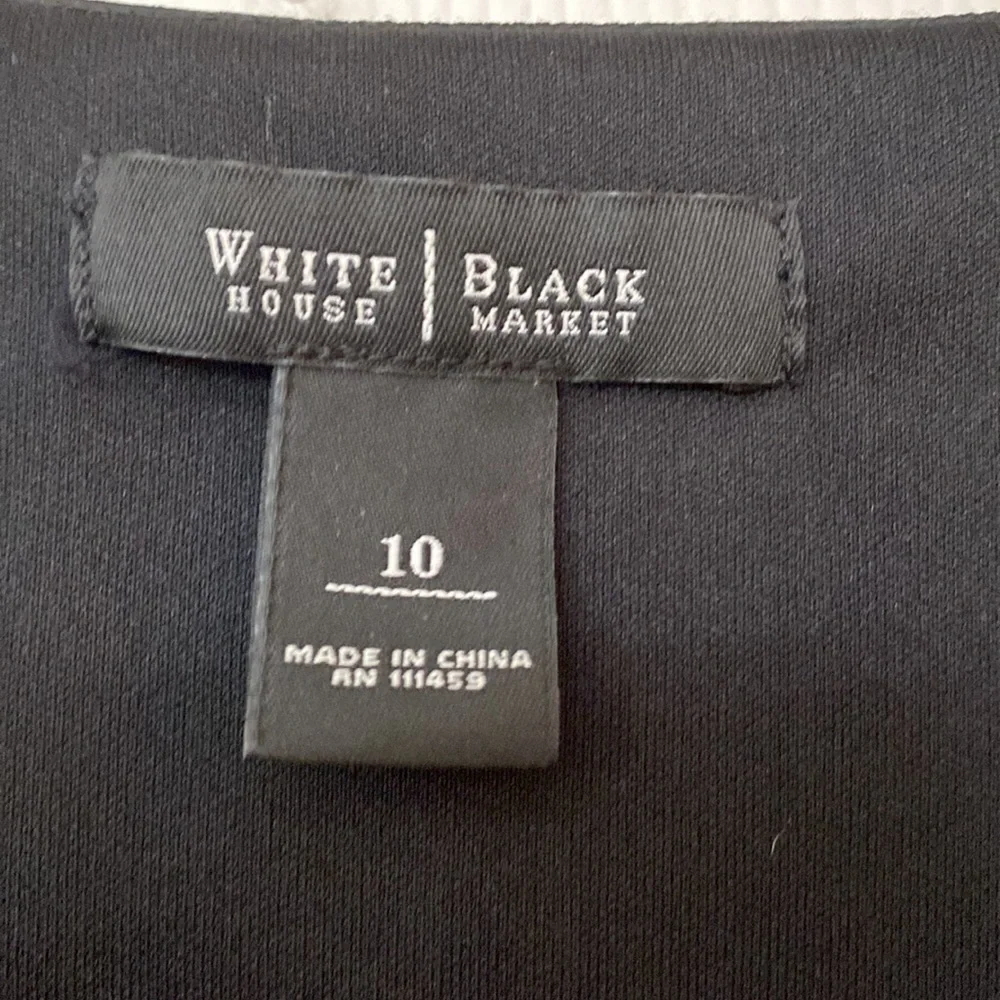 WHITE | BLACK
HOUSE | MARKET
10
MADE IN CHINA
RN 111459